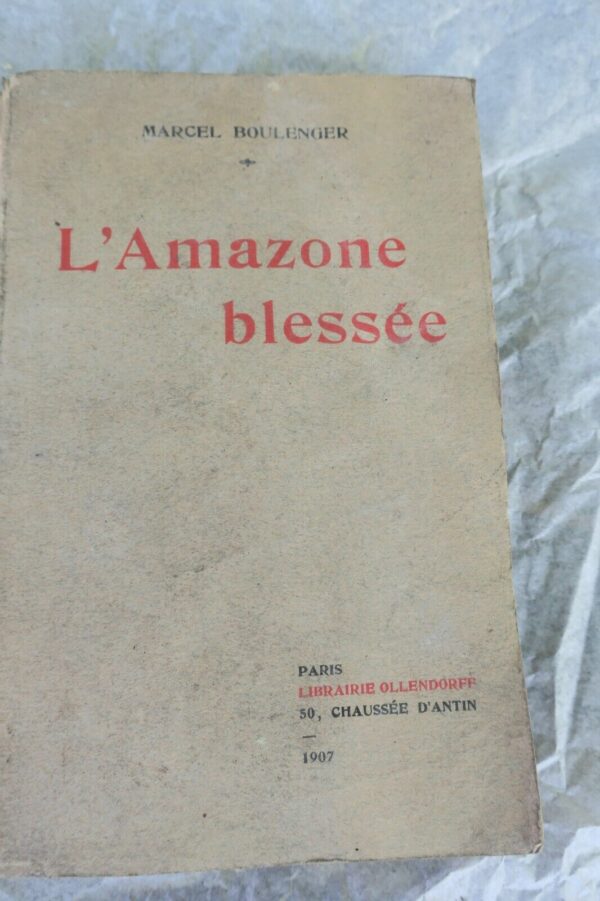 MARCEL BOULENGER
L'Amazone
blessée
PARIS
LIBRAIRIE OLLENDORFF
50, CHAUSSÉE D'ANTIN
—
1907